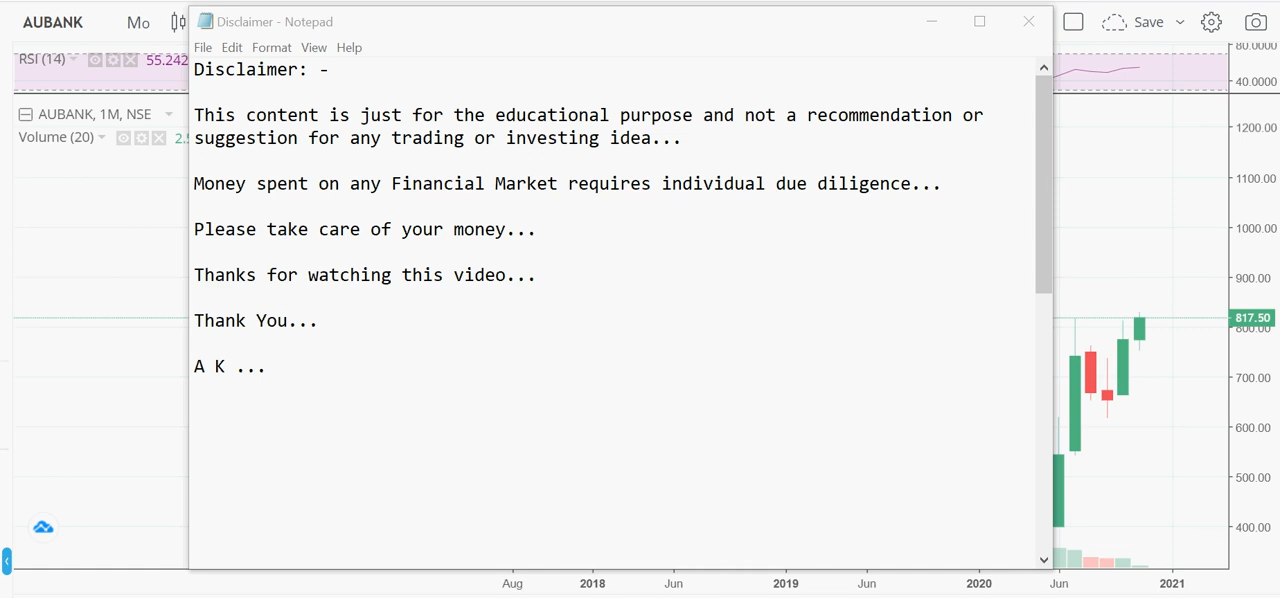 AUBANK
Mo
Disclaimer - Notepad
Save
File Edit Format View Help
RSI (14)
55.242
Disclaimer: -
80.0000
40.0000
AUBANK, 1M, NSE
Volume (20)
This content is just for the educational purpose and not a recommendation or
suggestion for any trading or investing idea...
Money spent on any Financial Market requires individual due diligence...
Please take care of your money...
Thanks for watching this video...
Thank You...
A K ...
1200.00
1100.00
1000.00
900.00
817.50
800.00
700.00
600.00
500.00
400.00
Aug 2018 Jun 2019 Jun 2020 Jun 2021